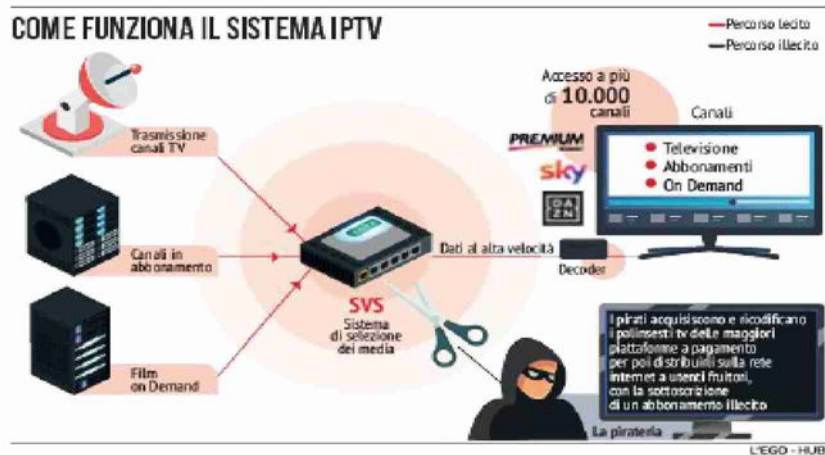 COME FUNZIONA IL SISTEMA IPTV
Percorso lecito
Percorso illecito
Trasmissione
canali TV
Canali in
abbonamento
Film
on Demand
SVS
Sistema
di selezione
dei media
Dati al alta velocità
Decoder
Accesso a più
di 10.000
canali
PREMIUM
sky
DAZN
Canali
Televisione
Abbonamenti
On Demand
I pirati acquisiscono e ricodificano
i palinsesti tv delle maggiori
piattaforme a pagamento
per poi distribuirli sulla rete
internet a utenti fruitori,
con la sottoscrizione
di un abbonamento illecito
La pirateria
L'EGO - HUB